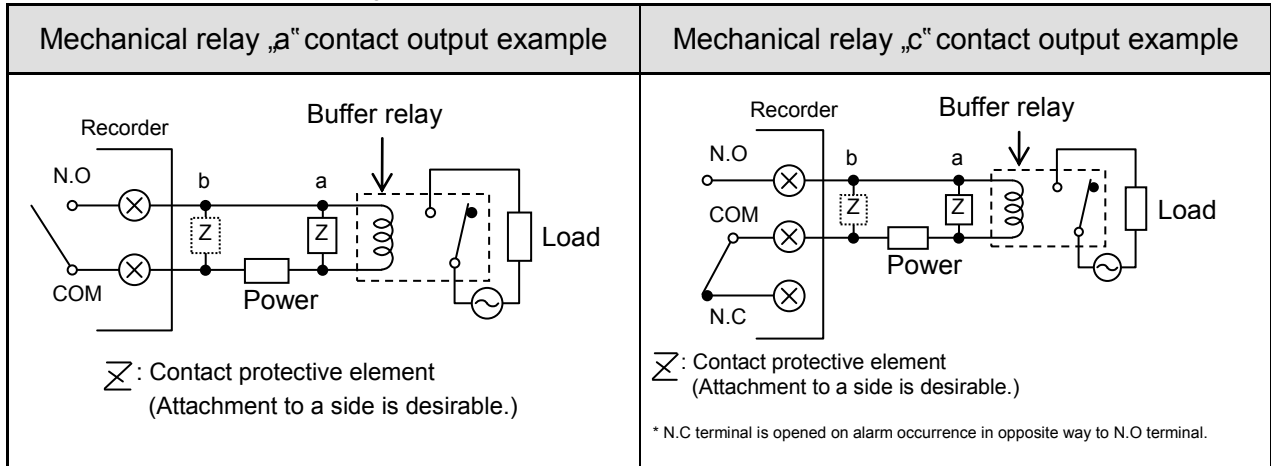 Mechanical relay „a“ contact output example
Mechanical relay „c“ contact output example
Buffer relay
Recorder
N.O
b
a
Z
Z
Load
COM
Power
Z: Contact protective element
(Attachment to a side is desirable.)
Buffer relay
Recorder
N.O
b
a
COM
Z
Z
Load
Power
N.C
Z: Contact protective element
(Attachment to a side is desirable.)
* N.C terminal is opened on alarm occurrence in opposite way to N.O terminal.